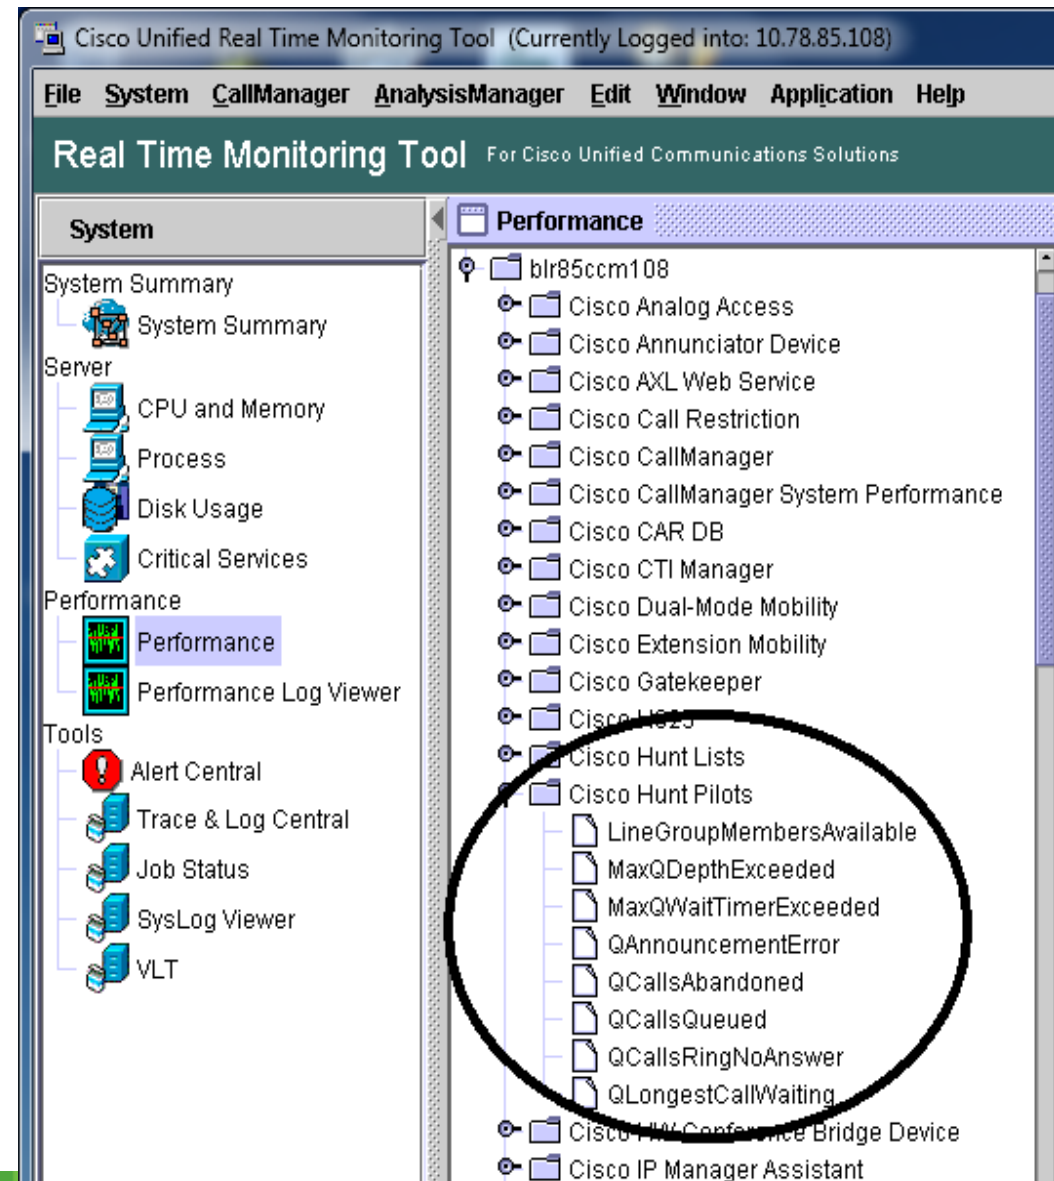 Cisco Unified Real Time Monitoring Tool (Currently Logged into: 10.78.85.108)
File System CallManager AnalysisManager Edit Window Application Help
Real Time Monitoring Tool For Cisco Unified Communications Solutions
System
System Summary
System Summary
Server
CPU and Memory
Process
Disk Usage
Critical Services
Performance
Performance
Performance Log Viewer
Tools
Alert Central
Trace & Log Central
Job Status
SysLog Viewer
VLT
Performance
blr85ccm108
Cisco Analog Access
Cisco Annunciator Device
Cisco AXL Web Service
Cisco Call Restriction
Cisco CallManager
Cisco CallManager System Performance
Cisco CAR DB
Cisco CTI Manager
Cisco Dual-Mode Mobility
Cisco Extension Mobility
Cisco Gatekeeper
Cisco
Cisco Hunt Lists
Cisco Hunt Pilots
LineGroupMembersAvailable
MaxQDepthExceeded
MaxQWaitTimerExceeded
QAnnouncementError
QCallsAbandoned
QCallsQueued
QCallsRingNoAnswer
QLongestCallWaiting
Cisco HW Conference Bridge Device
Cisco IP Manager Assistant